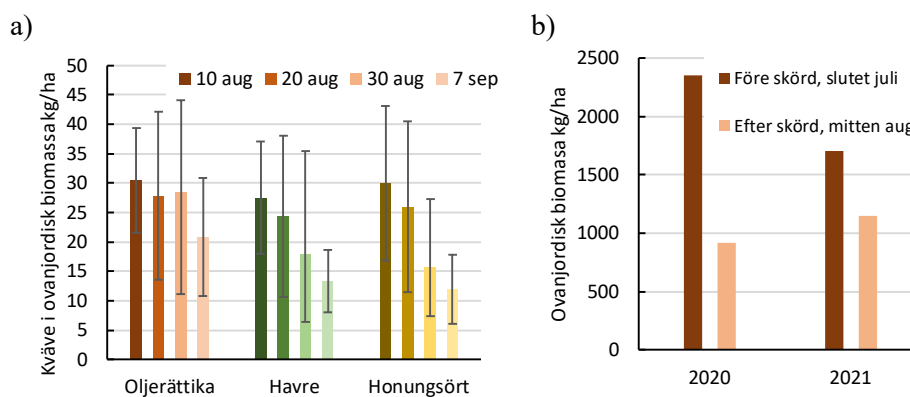 a)
Kväve i ovanjordisk biomassa kg/ha
50
45
40
35
30
25
20
15
10
5
0
10 aug 20 aug 30 aug 7 sep
Oljerättika Havre Honungsört
b)
Ovanjordisk biomasa kg/ha
2500
2000
1500
1000
500
0
Före skörd, slutet juli
Efter skörd, mitten aug
2020 2021